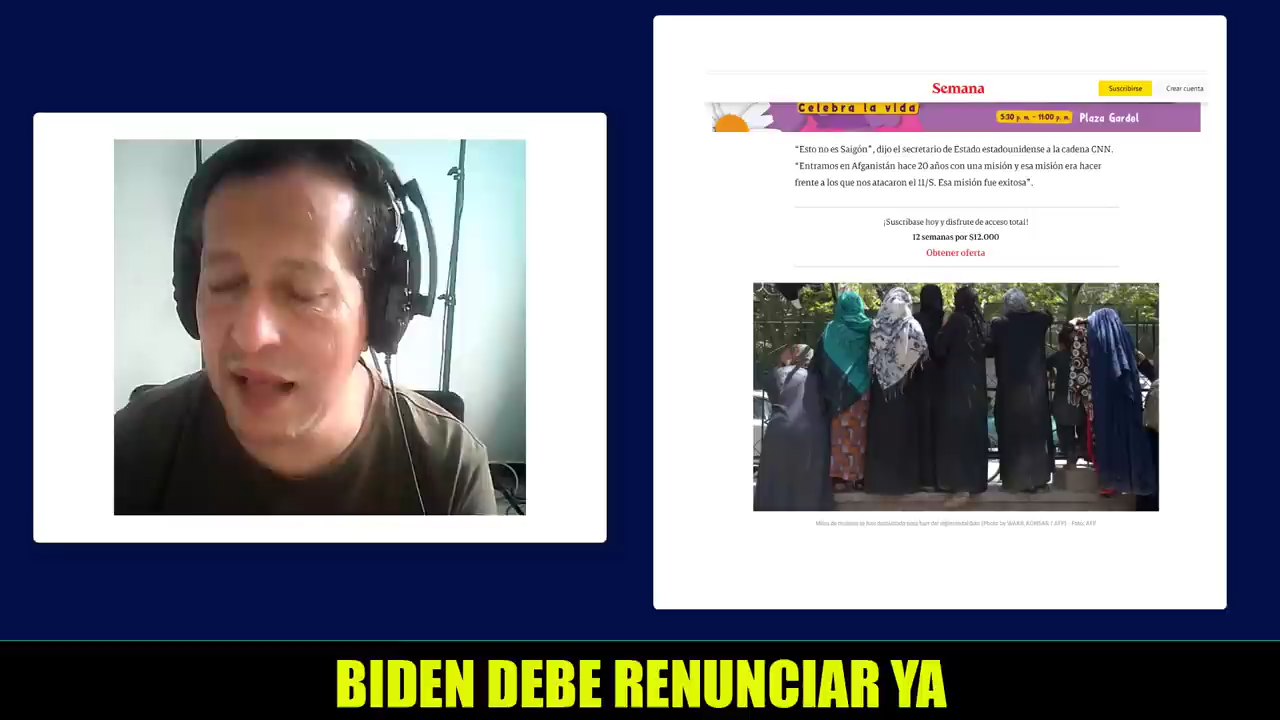 Semana
Suscribirse
Crear cuenta
Celebra la vida
5:30 p. m. - 11:00 p. m.
Plaza Gardel
“Esto no es Saigón”, dijo el secretario de Estado estadounidense a la cadena CNN.
“Entramos en Afganistán hace 20 años con una misión y esa misión era hacer
frente a los que nos atacaron el 11/S. Esa misión fue exitosa”.
¡Suscríbase hoy y disfrute de acceso total!
12 semanas por $12.000
Obtener oferta
BIDEN DEBE RENUNCIAR YA